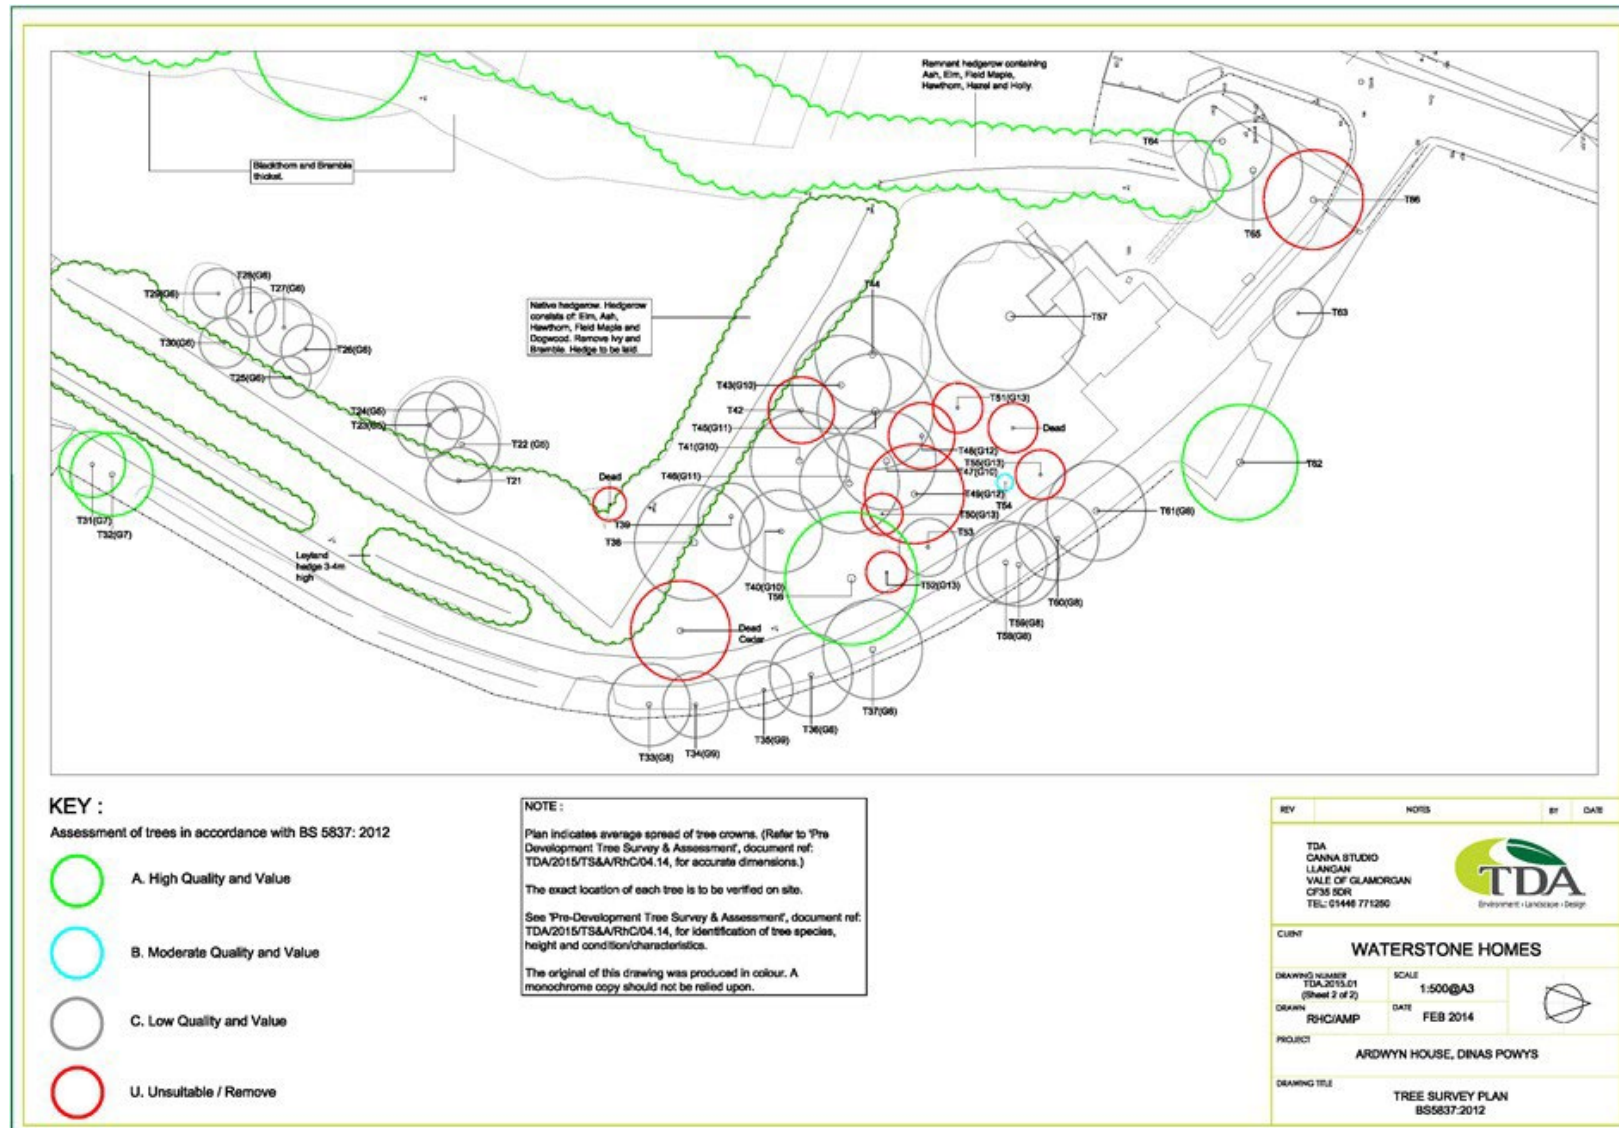 Remnant hedgerow containing
Ash, Elm, Field Maple,
Hawthorn, Hazel and Holly.
Blackthorn and Bramble
thicket.
T64
T66
T65
T28(G6)
T29(G6)
T27(G6)
T30(G6)
T26(G6)
T25(G6)
Native hedgerow. Hedgerow
consists of: Elm, Ash,
Hawthorn, Field Maple and
Dogwood. Remove Ivy and
Bramble. Hedge to be laid
T44
T57
T63
T43(G10)
T42
T51(G13)
T24(G5)
T23(G5)
T45(G11)
Dead
T22 (G5)
T41(G10)
T48(G12)
T55(G13)
T47(G10)
T62
T46(G11)
Dead
T21
T49(G12)
T54
T50(G13)
T61(G8)
T31(G7)
T32(G7)
T39
T38
T53
Leyland
hedge 3-4m
high
T40(G10)
T56
T52(G13)
T60(G8)
T59(G8)
T58(G8)
Dead
Cedar
T37(G8)
T36(G8)
T35(G9)
T34(G9)
T33(G8)
KEY :
Assessment of trees in accordance with BS 5837: 2012
A. High Quality and Value
B. Moderate Quality and Value
C. Low Quality and Value
U. Unsuitable / Remove
NOTE :
Plan indicates average spread of tree crowns. (Refer to 'Pre
Development Tree Survey & Assessment', document ref:
TDA/2015/TS&A/RhC/04.14, for accurate dimensions.)
The exact location of each tree is to be verified on site.
See 'Pre-Development Tree Survey & Assessment', document ref:
TDA/2015/TS&A/RhC/04.14, for identification of tree species,
height and condition/characteristics.
The original of this drawing was produced in colour. A
monochrome copy should not be relied upon.
REV NOTES BY DATE
TDA
CANNA STUDIO
LLANGAN
VALE OF GLAMORGAN
CF35 5DR
TEL: 01446 771250
TDA
Environment • Landscape • Design
CLIENT
WATERSTONE HOMES
DRAWING NUMBER
TDA.2015.01
(Sheet 2 of 2)
SCALE
1:500@A3
DRAWN
RHC/AMP
DATE
FEB 2014
PROJECT
ARDWYN HOUSE, DINAS POWYS
DRAWING TITLE
TREE SURVEY PLAN
BS5837:2012